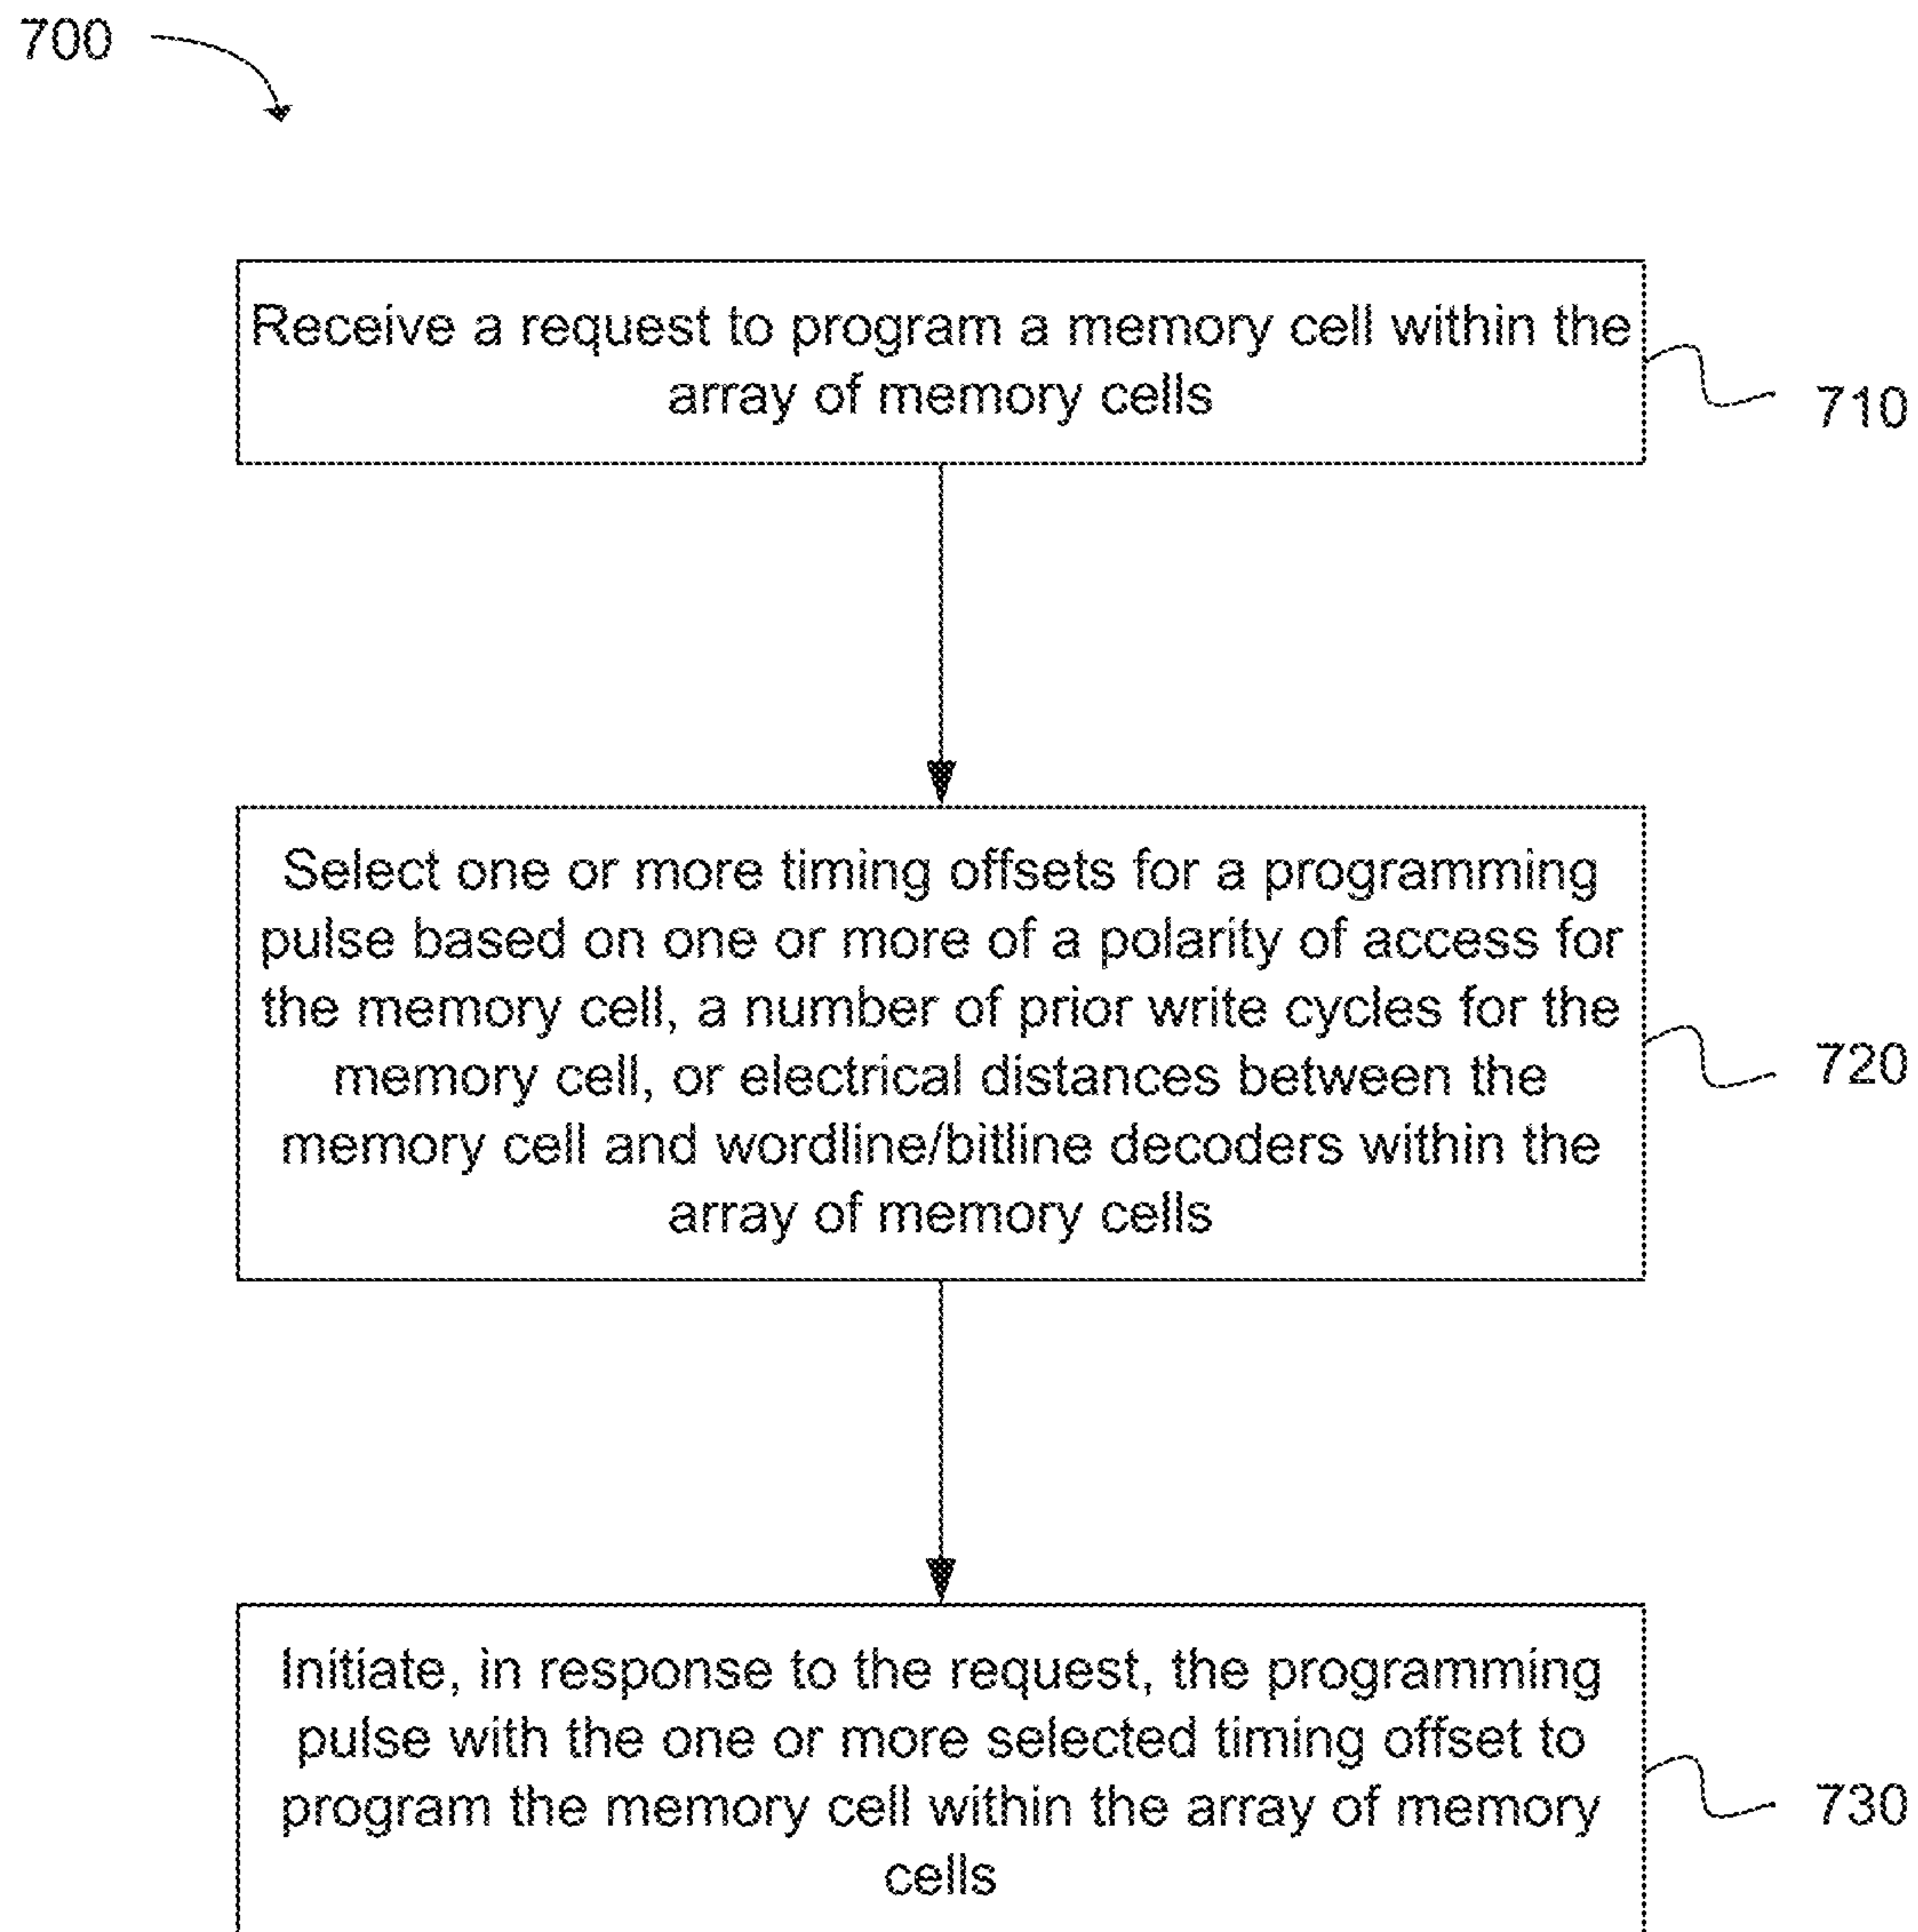 700
Receive a request to program a memory cell within the
array of memory cells
710
Select one or more timing offsets for a programming
pulse based on one or more of a polarity of access for
the memory cell, a number of prior write cycles for the
memory cell, or electrical distances between the
memory cell and wordline/bitline decoders within the
array of memory cells
720
Initiate, in response to the request, the programming
pulse with the one or more selected timing offset to
program the memory cell within the array of memory
cells
730